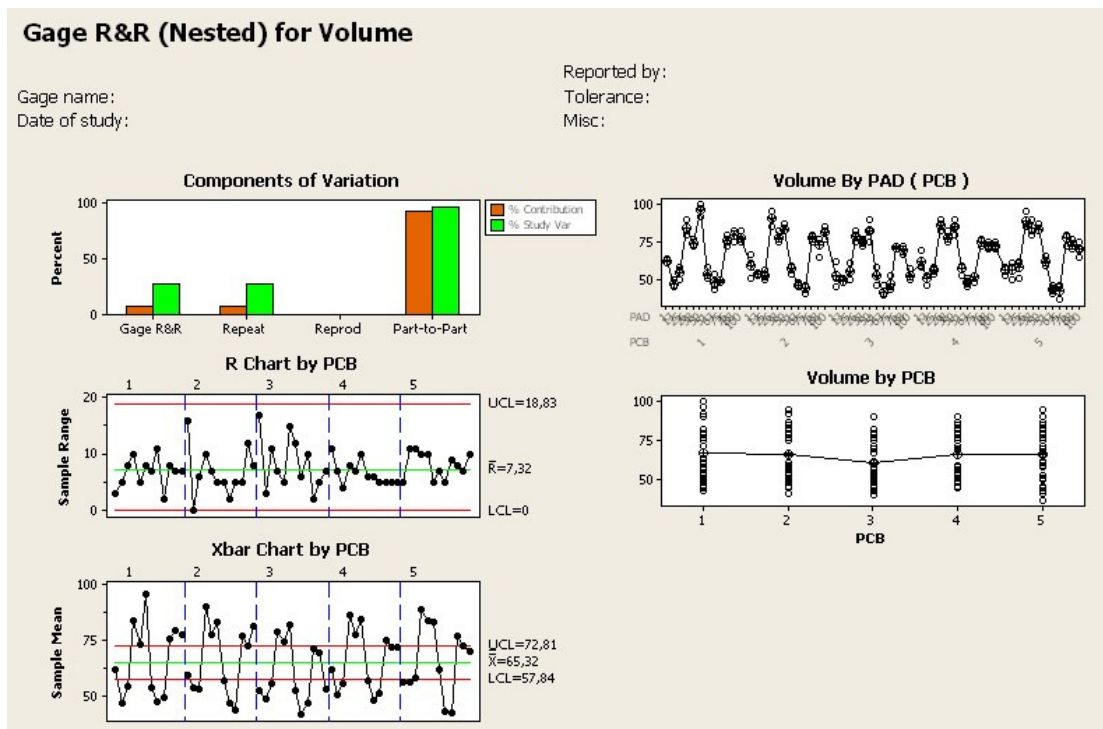 Gage R&R (Nested) for Volume
Reported by:
Gage name:
Tolerance:
Date of study:
Misc:
Components of Variation
100
50
0
Percent
% Contribution
% Study Var
Gage R&R Repeat Reprod Part-to-Part
R Chart by PCB
1 2 3 4 5
20
10
0
Sample Range
UCL=18,83
R=7,32
LCL=0
Xbar Chart by PCB
1 2 3 4 5
100
75
50
Sample Mean
UCL=72,81
X=65,32
LCL=57,84
Volume By PAD ( PCB )
100
75
50
PAD
PCB 1 2 3 4 5
Volume by PCB
100
75
50
1 2 3 4 5
PCB